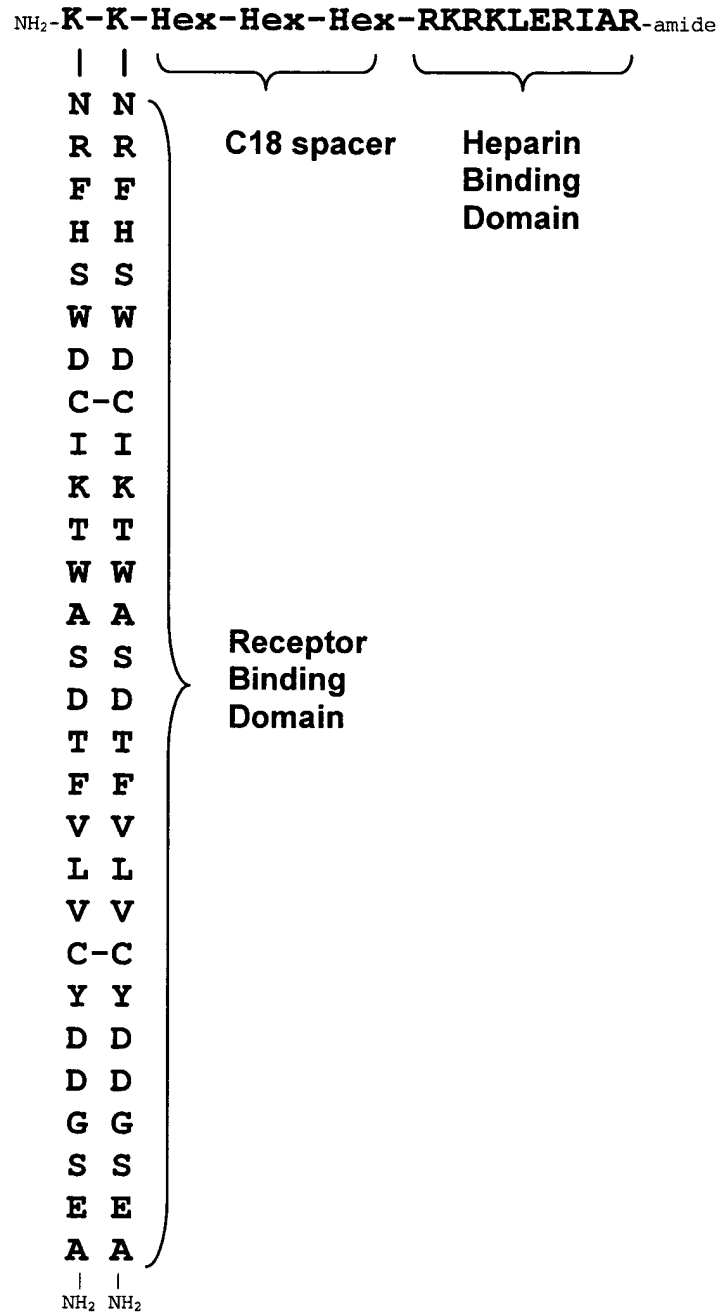 NH₂-K-K-Hex-Hex-Hex-RKRKLERIAR-amide
N N
R R
F F
H H
S S
W W
D D
C-C
I I
K K
T T
W W
A A
S S
D D
T T
F F
V V
L L
V V
C-C
Y Y
D D
D D
G G
S S
E E
A A
NH₂ NH₂
C18 spacer
Heparin
Binding
Domain
Receptor
Binding
Domain